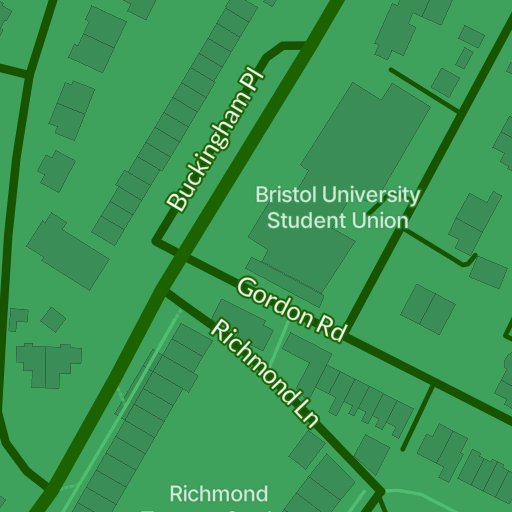 Buckingham Pl
Bristol University
Student Union
Gordon Rd
Richmond Ln
Richmond